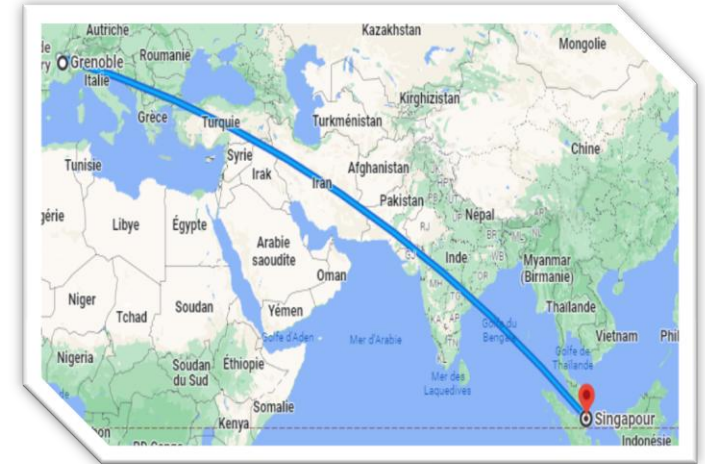 Autriche
Kazakhstan
Mongolie
Roumanie
Grenoble
Italie
Kirghizistan
Grèce
Turquie
Turkménistan
Chine
Tunisie
Syrie
Irak
Iran
Afghanistan
Pakistan
Népal
Libye
Égypte
Arabie
saoudite
Inde
Oman
Myanmar
(Birmanie)
Niger
Tchad
Soudan
Yémen
Thaïlande
Golfe d'Aden
Mer d'Arabie
Golfe du
Bengale
Vietnam
Golfe de
Thaïlande
Nigeria
Soudan
du Sud
Éthiopie
Mer des
Laquedives
Somalie
Kenya
Singapour
Indonésie